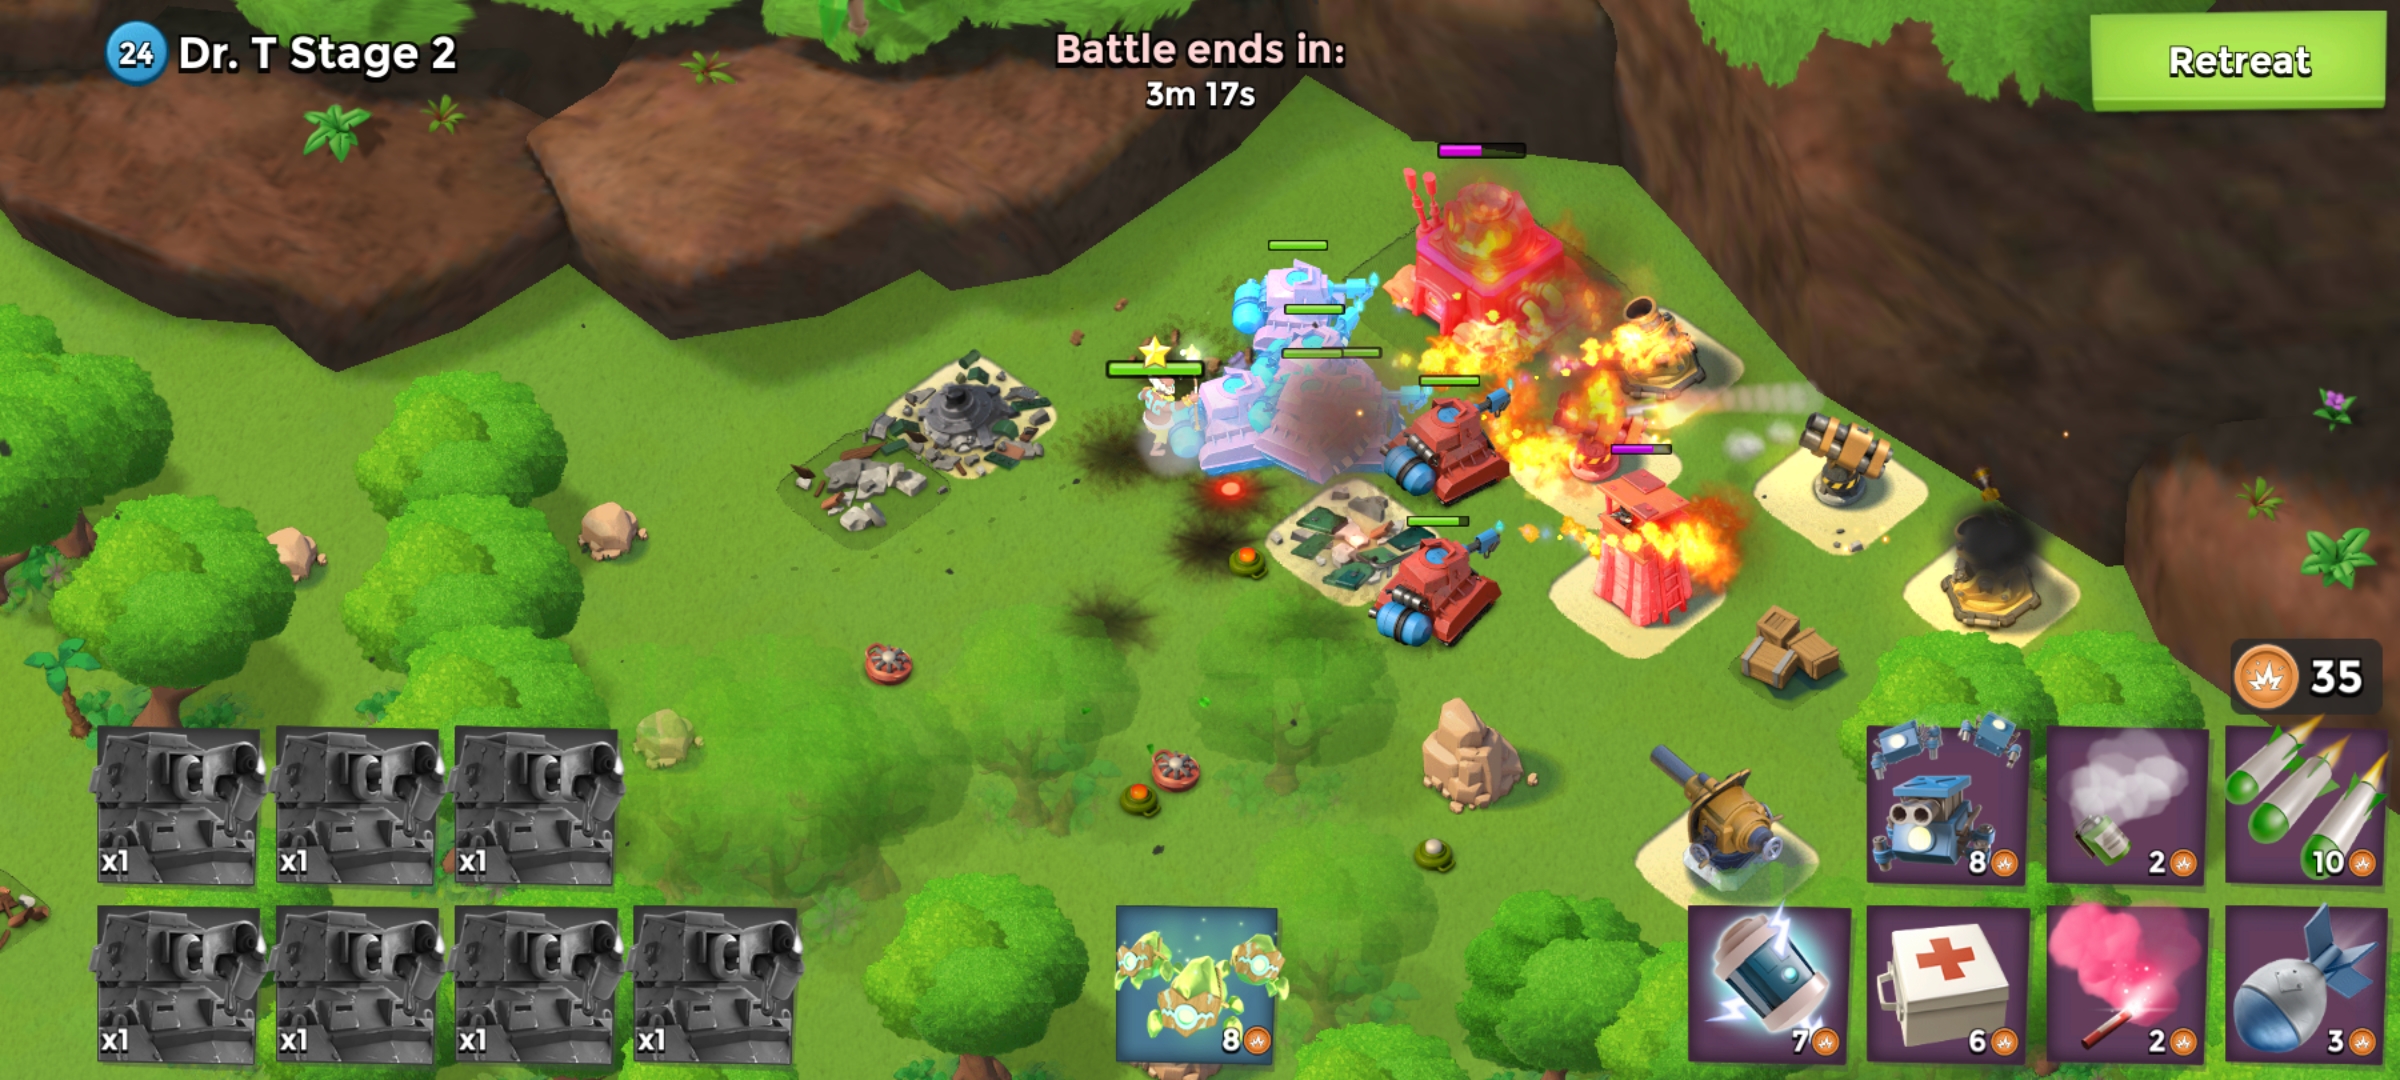 24 Dr. T Stage 2
Battle ends in:
3m 17s
Retreat
35
x1 x1 x1
8 2 10
x1 x1 x1 x1
8
7 6 2 3